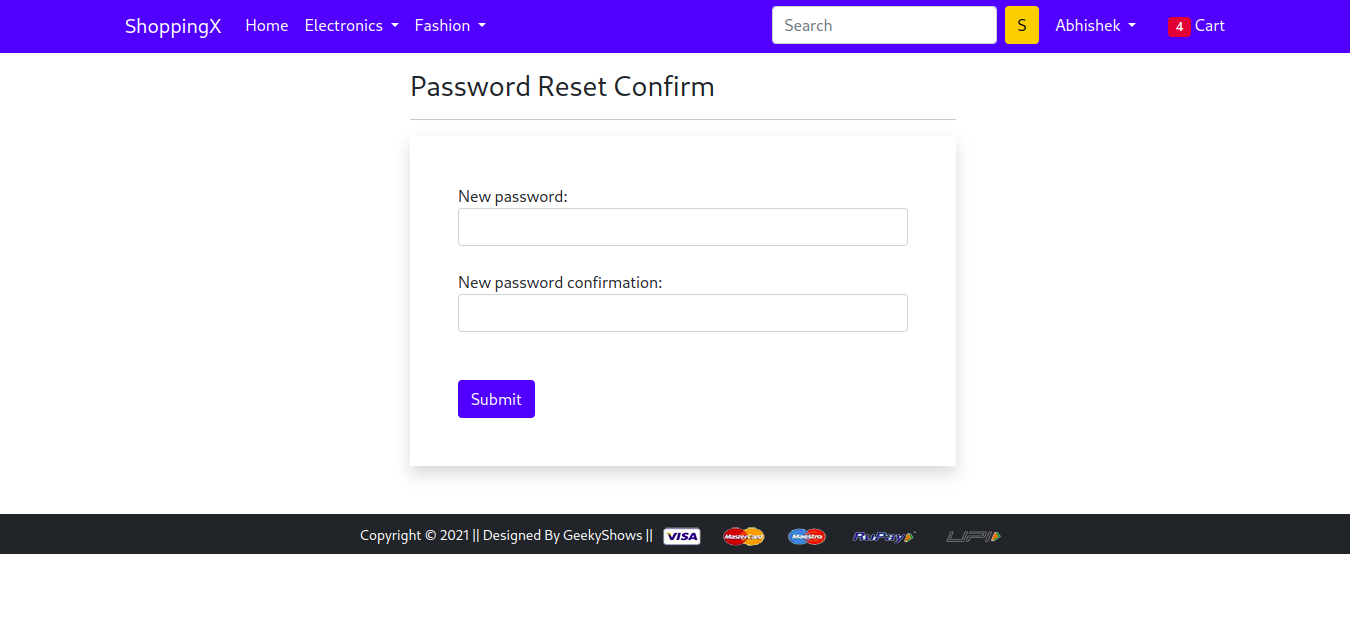 ShoppingX Home Electronics Fashion Search S Abhishek 4 Cart
Password Reset Confirm
New password:
New password confirmation:
Submit
Copyright © 2021 || Designed By GeekyShows || VISA MasterCard Maestro RuPay UPI